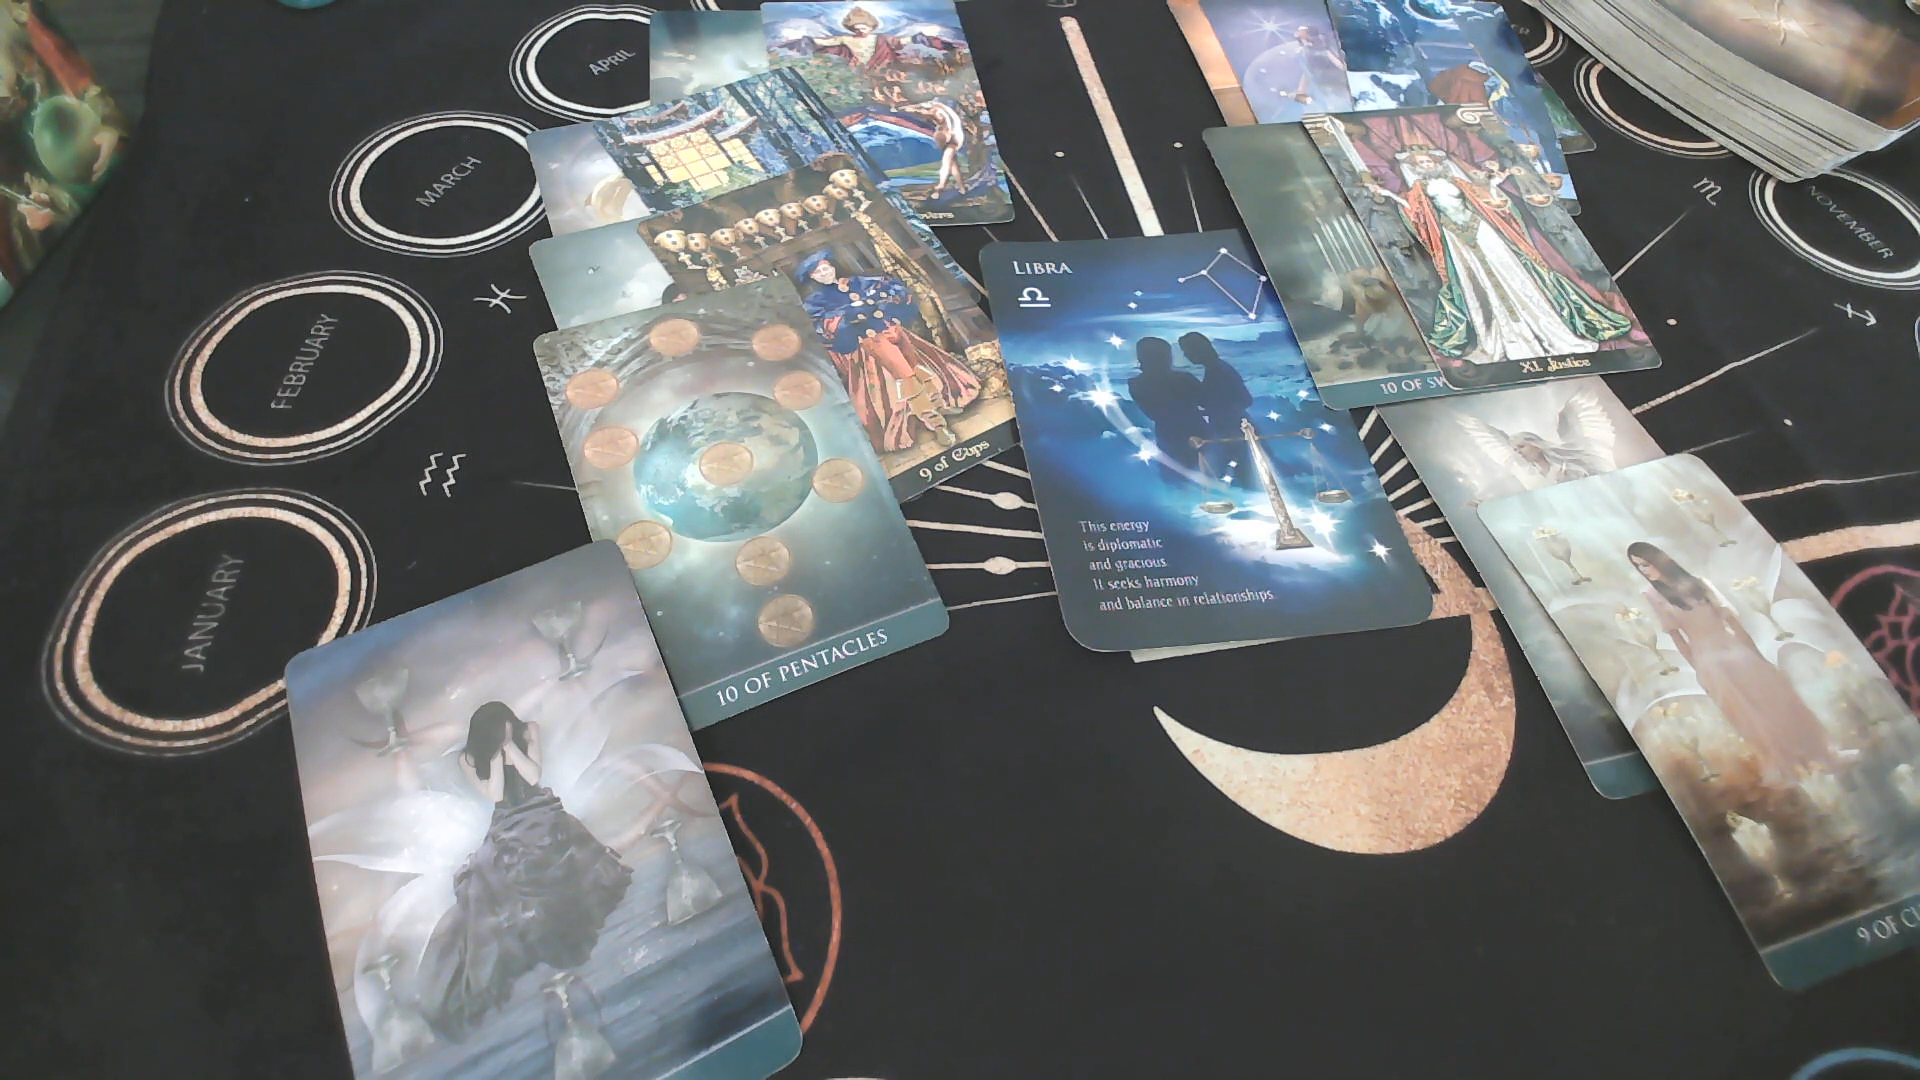 APRIL
MARCH
FEBRUARY
JANUARY
NOVEMBER
LIBRA
This energy
is diplomatic
and gracious.
It seeks harmony
and balance in relationships
9 of Cups
10 OF PENTACLES
10 OF SW
XI Justice
9 OF CU